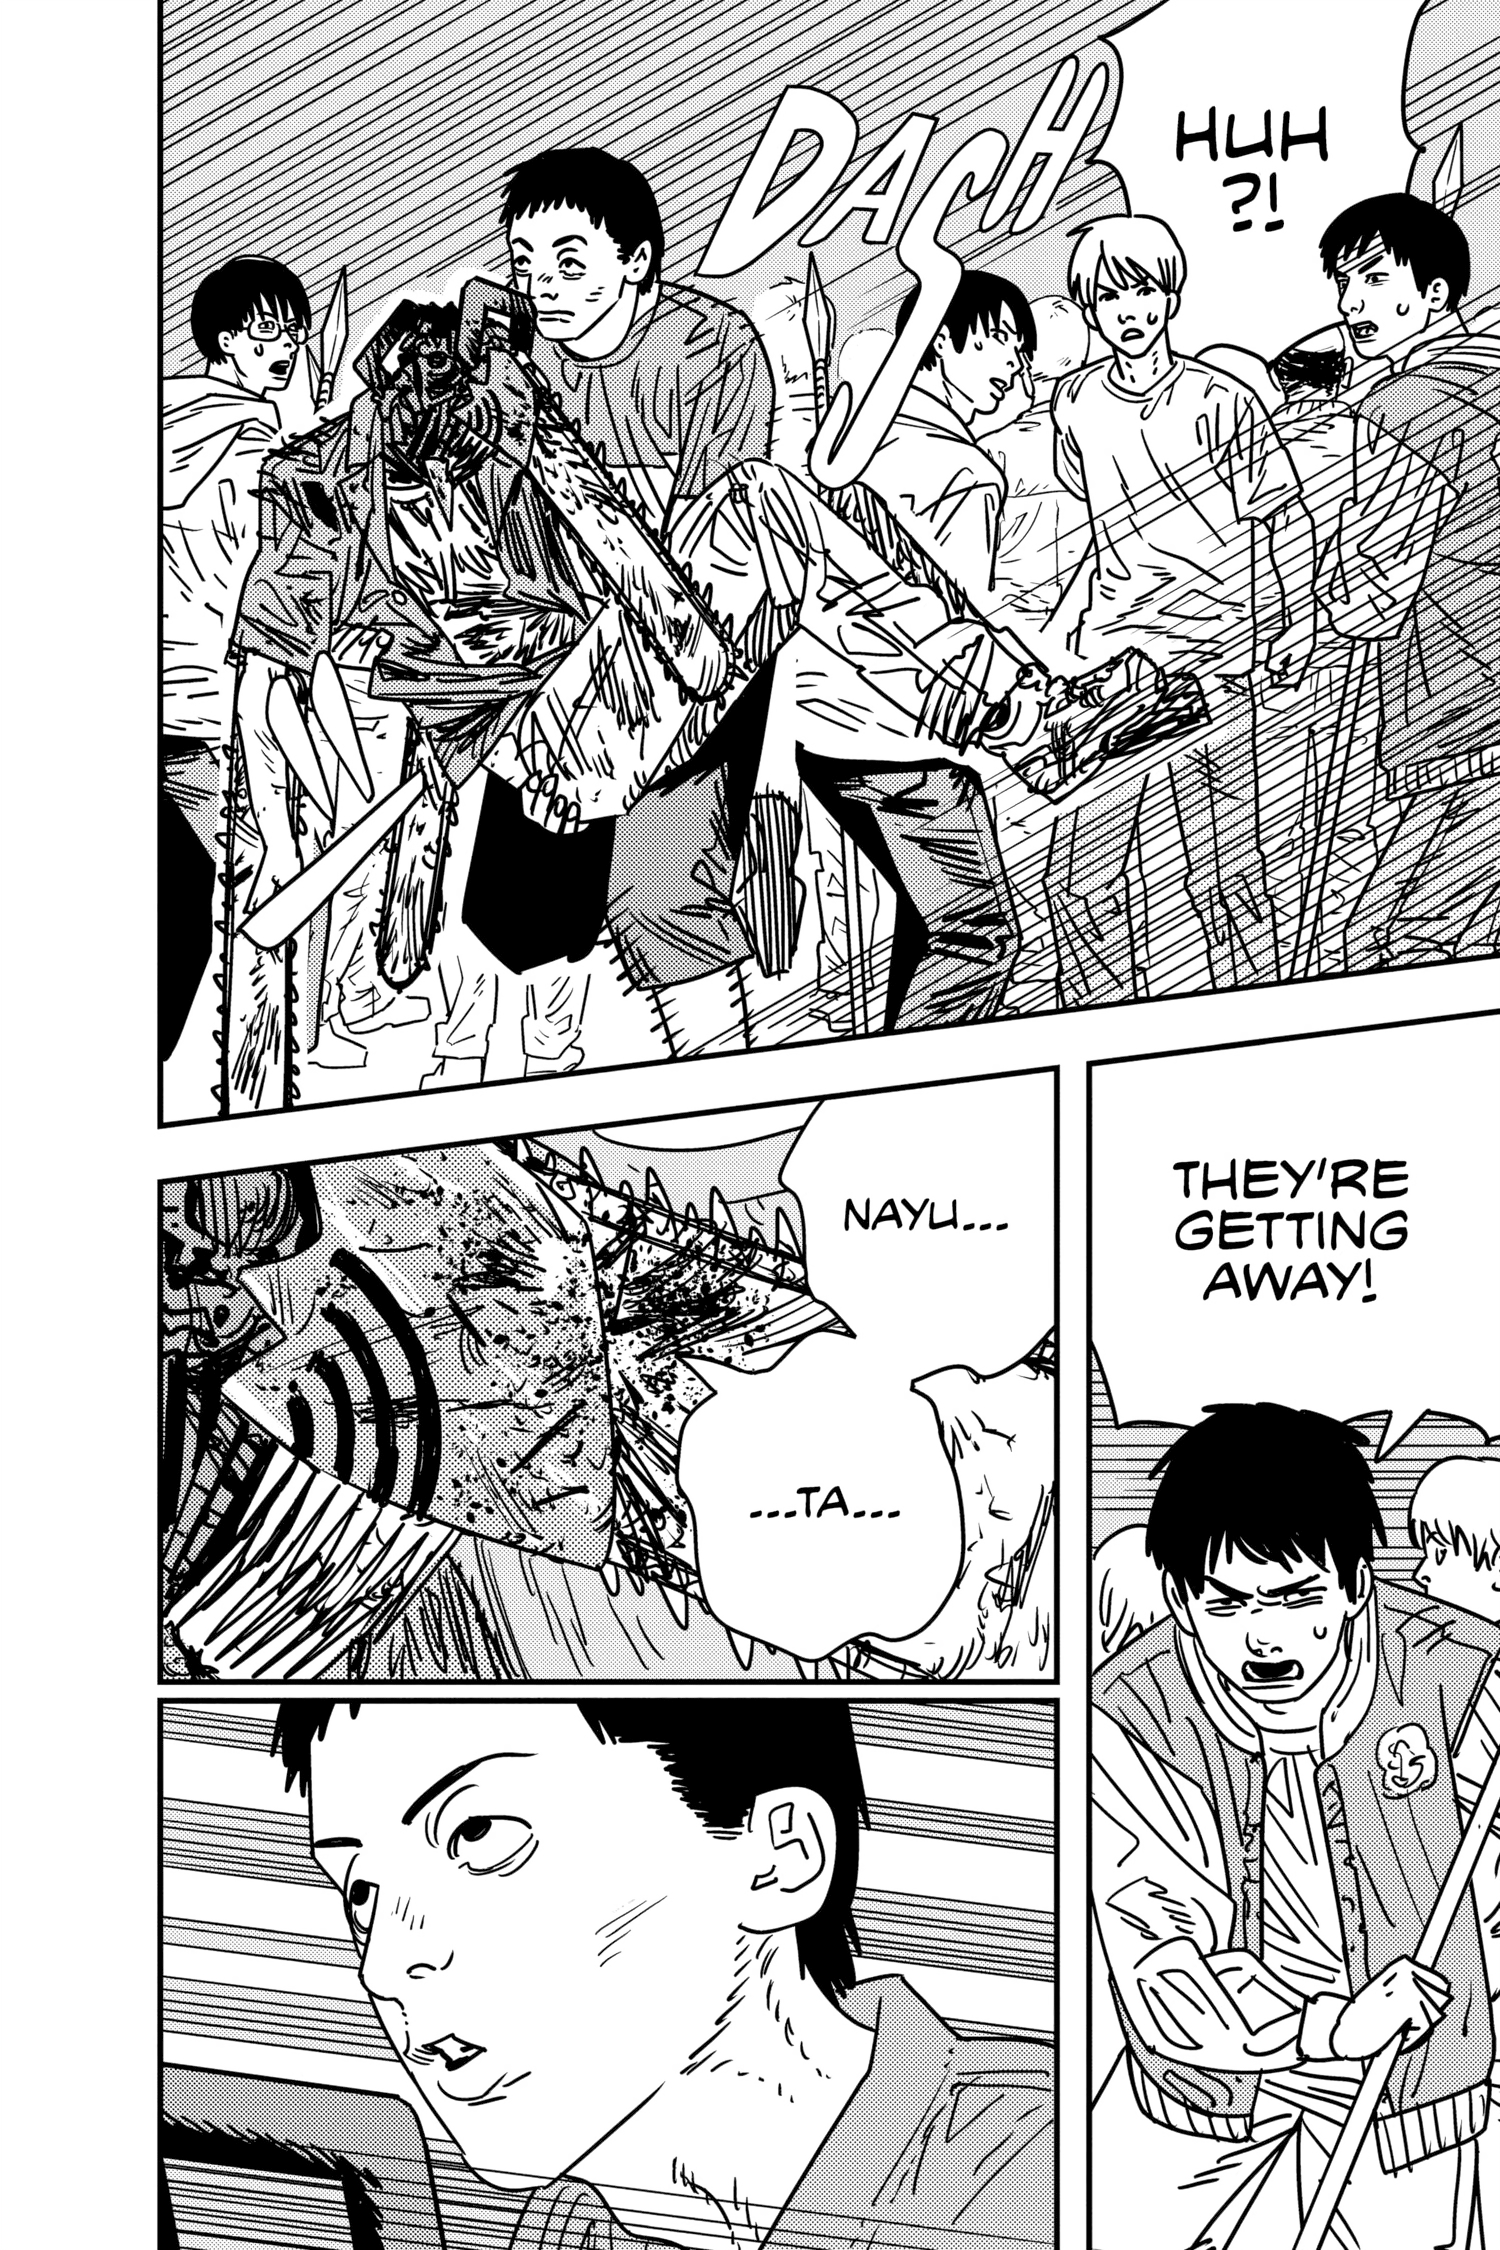 HUH
?!
DASH
THEY'RE
GETTING
AWAY!
NAYU...
...TA...